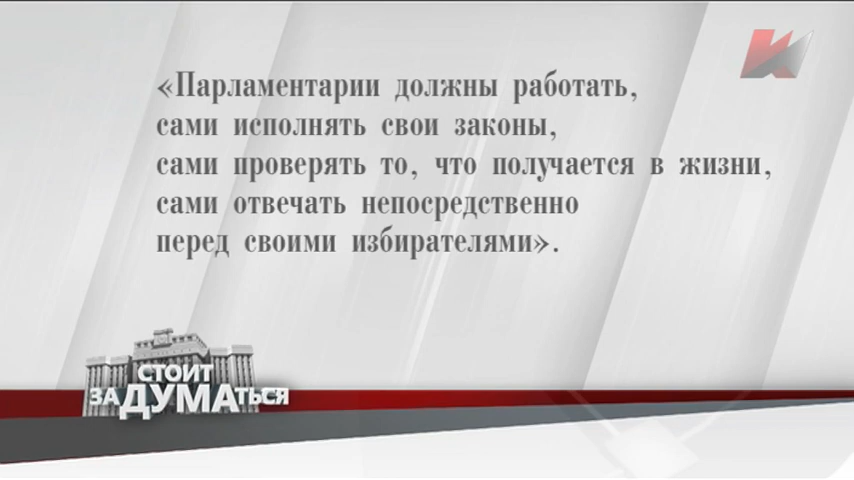 «Парламентарии должны работать,
сами исполнять свои законы,
сами проверять то, что получается в жизни,
сами отвечать непосредственно
перед своими избирателями».
СТОИТ
ЗАДУМАТЬСЯ